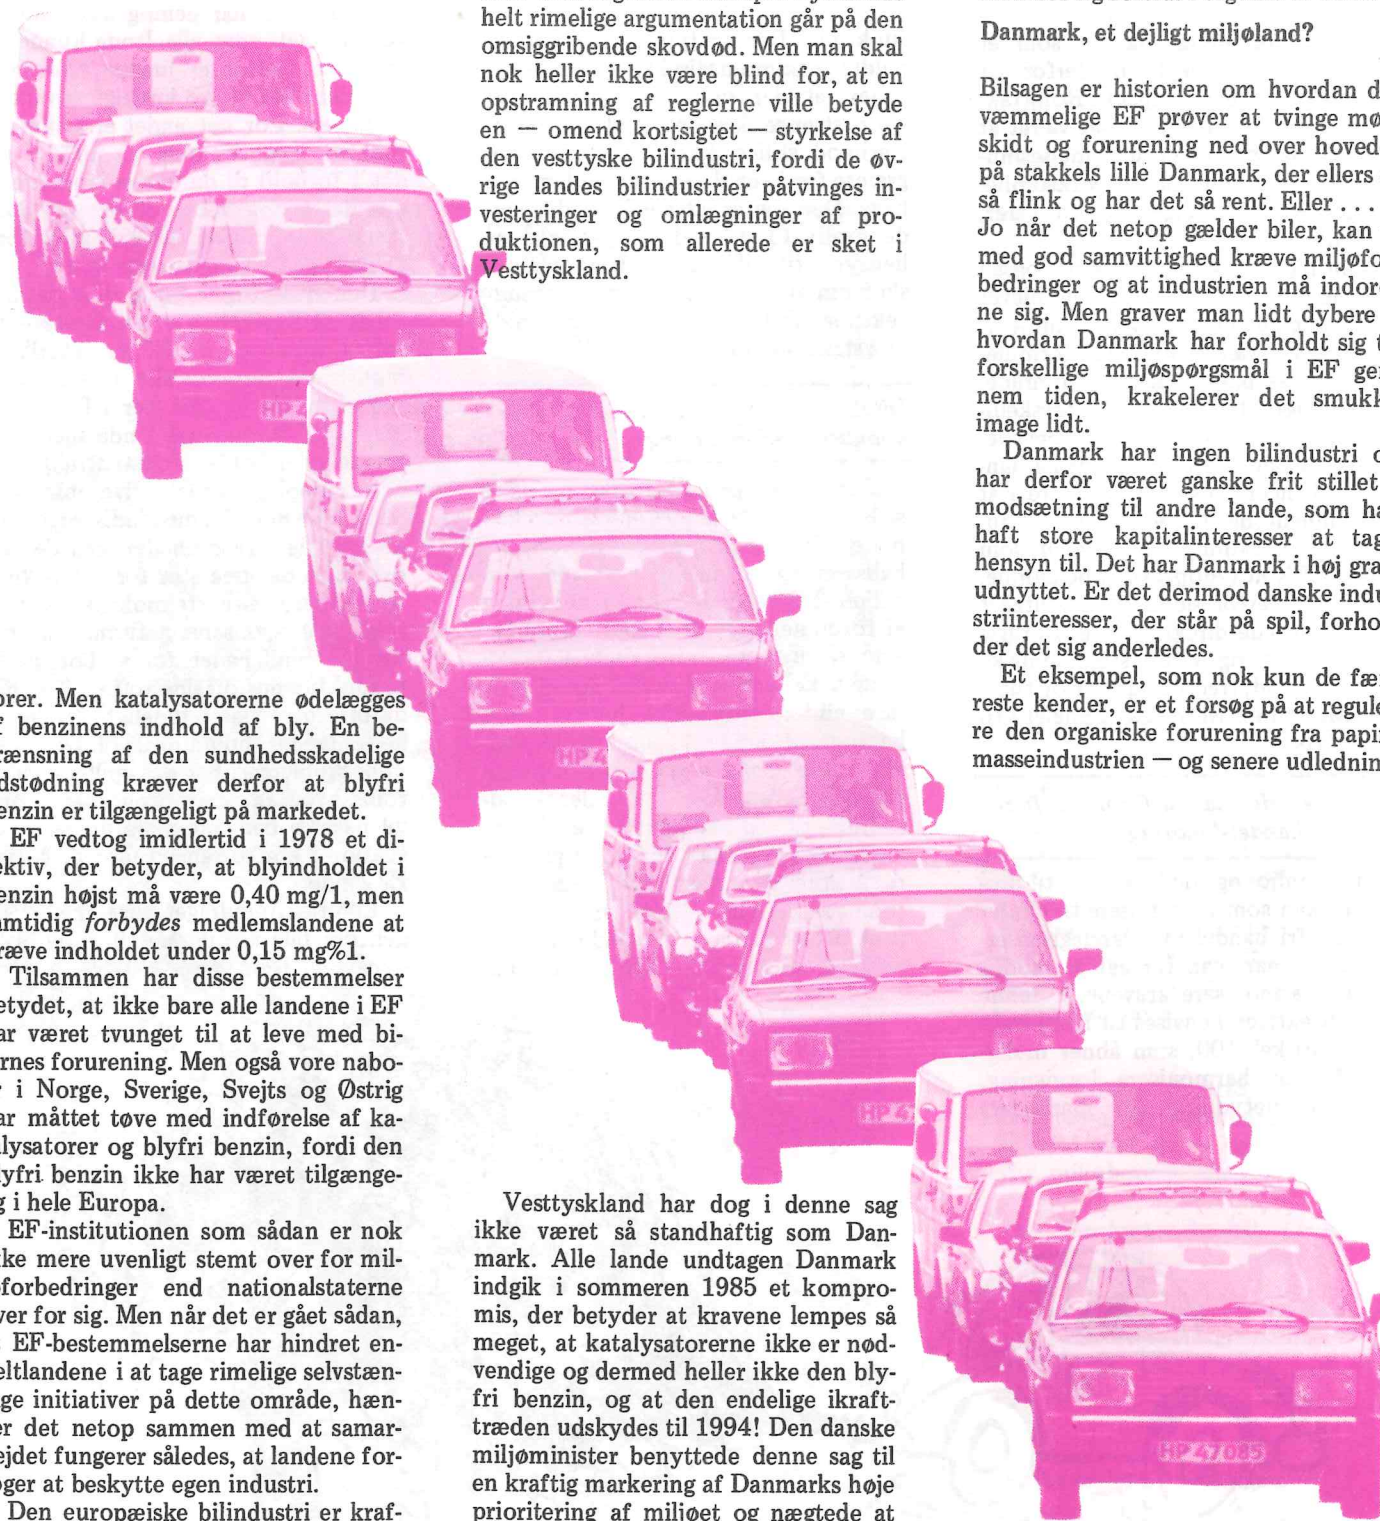 helt rimelige argumentation går på den
omsiggribende skovdød. Men man skal
nok heller ikke være blind for, at en
opstramning af reglerne ville betyde
en — omend kortsigtet — styrkelse af
den vesttyske bilindustri, fordi de øv-
rige landes bilindustrier påtvinges in-
vesteringer og omlægninger af pro-
duktionen, som allerede er sket i
Vesttyskland.
Danmark, et dejligt miljøland?
Bilsagen er historien om hvordan d
væmmelige EF prøver at tvinge mø
skidt og forurening ned over hoved
på stakkels lille Danmark, der ellers
så flink og har det så rent. Eller . . .
Jo når det netop gælder biler, kan
med god samvittighed kræve miljøfo
bedringer og at industrien må indor
ne sig. Men graver man lidt dybere
hvordan Danmark har forholdt sig t
forskellige miljøspørgsmål i EF ge
nem tiden, krakelerer det smukk
image lidt.
Danmark har ingen bilindustri o
har derfor været ganske frit stillet
modsætning til andre lande, som ha
haft store kapitalinteresser at tag
hensyn til. Det har Danmark i høj gra
udnyttet. Er det derimod danske indu
striinteresser, der står på spil, forho
der det sig anderledes.
Et eksempel, som nok kun de fær
reste kender, er et forsøg på at regule
re den organiske forurening fra papi
masseindustrien — og senere udlednin
orer. Men katalysatorerne ødelægges
f benzinens indhold af bly. En be-
rænsning af den sundhedsskadelige
dstødning kræver derfor at blyfri
enzin er tilgængeligt på markedet.
EF vedtog imidlertid i 1978 et di-
ektiv, der betyder, at blyindholdet i
enzin højst må være 0,40 mg/1, men
amtidig forbydes medlemslandene at
ræve indholdet under 0,15 mg%1.
Tilsammen har disse bestemmelser
etydet, at ikke bare alle landene i EF
ar været tvunget til at leve med bi-
rnes forurening. Men også vore nabo-
r i Norge, Sverige, Svejts og Østrig
ar måttet tøve med indførelse af ka-
lysatorer og blyfri benzin, fordi den
lyfri benzin ikke har været tilgænge-
g i hele Europa.
EF-institutionen som sådan er nok
ke mere uvenligt stemt over for mil-
oforbedringer end nationalstaterne
ver for sig. Men når det er gået sådan,
t EF-bestemmelserne har hindret en-
eltlandene i at tage rimelige selvstæn-
ge initiativer på dette område, hæn-
er det netop sammen med at samar-
ejdet fungerer således, at landene for-
øger at beskytte egen industri.
Den europæiske bilindustri er kraf-
Vesttyskland har dog i denne sag
ikke været så standhaftig som Dan-
mark. Alle lande undtagen Danmark
indgik i sommeren 1985 et kompro-
mis, der betyder at kravene lempes så
meget, at katalysatorerne ikke er nød-
vendige og dermed heller ikke den bly-
fri benzin, og at den endelige ikraft-
træden udskydes til 1994! Den danske
miljøminister benyttede denne sag til
en kraftig markering af Danmarks høje
prioritering af miljøet og nægtede at
HP 4
HP 4
HP 4
HP 47085